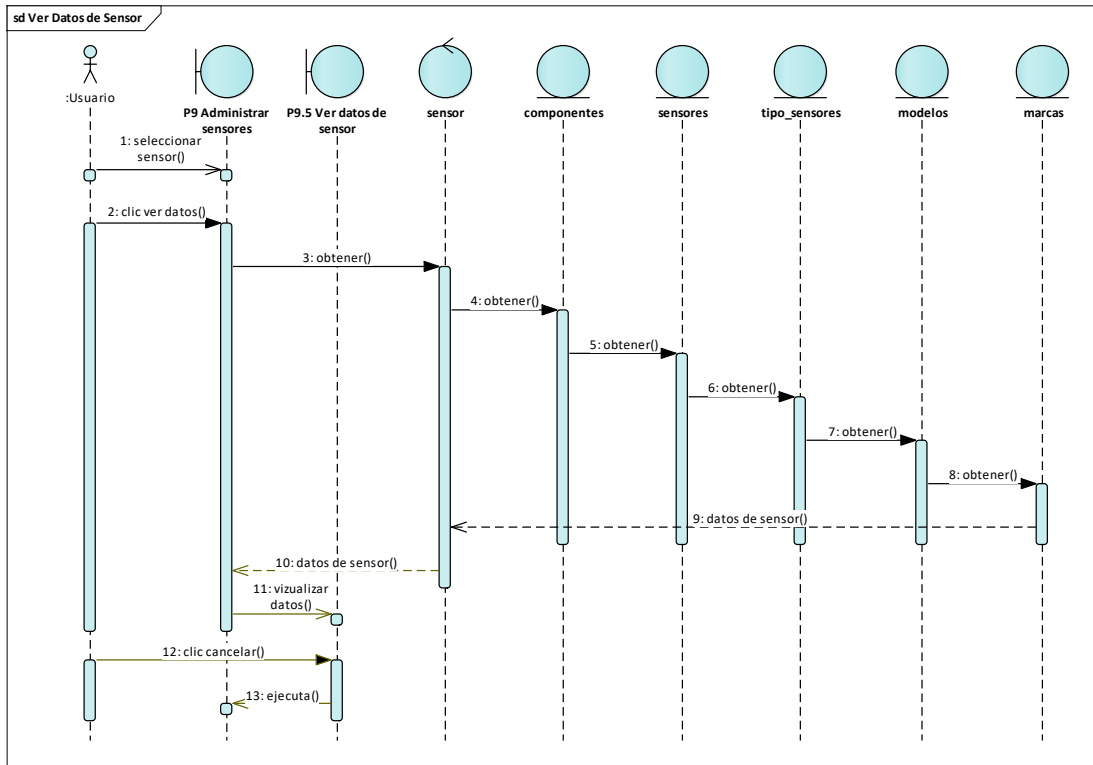 sd Ver Datos de Sensor
:Usuario
P9 Administrar
sensores
P9.5 Ver datos de
sensor
sensor
componentes
sensores
tipo_sensores
modelos
marcas
1: seleccionar
sensor()
2: clic ver datos()
3: obtener()
4: obtener()
5: obtener()
6: obtener()
7: obtener()
8: obtener()
9: datos de sensor()
10: datos de sensor()
11: vizualizar
datos()
12: clic cancelar()
13: ejecuta()